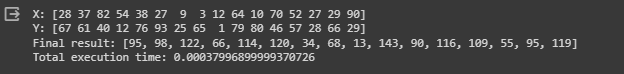 X: [28 37 82 54 38 27  9  3 12 64 10 70 52 27 29 90]
Y: [67 61 40 12 76 93 25 65  1 79 80 46 57 28 66 29]
Final result: [95, 98, 122, 66, 114, 120, 34, 68, 13, 143, 90, 116, 109, 55, 95, 119]
Total execution time: 0.00037996899999370726